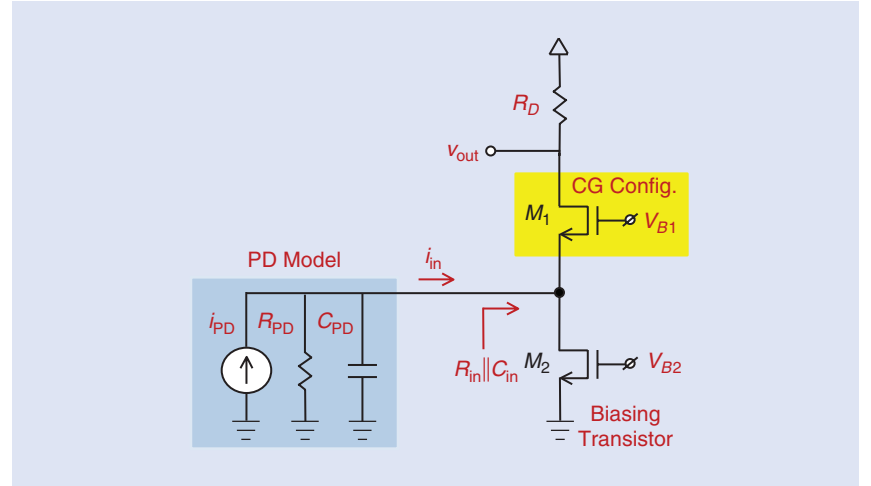 R_D
v_out
CG Config.
M_1
V_B1
PD Model
i_in
i_PD R_PD C_PD
R_in||C_in
M_2
V_B2
Biasing
Transistor